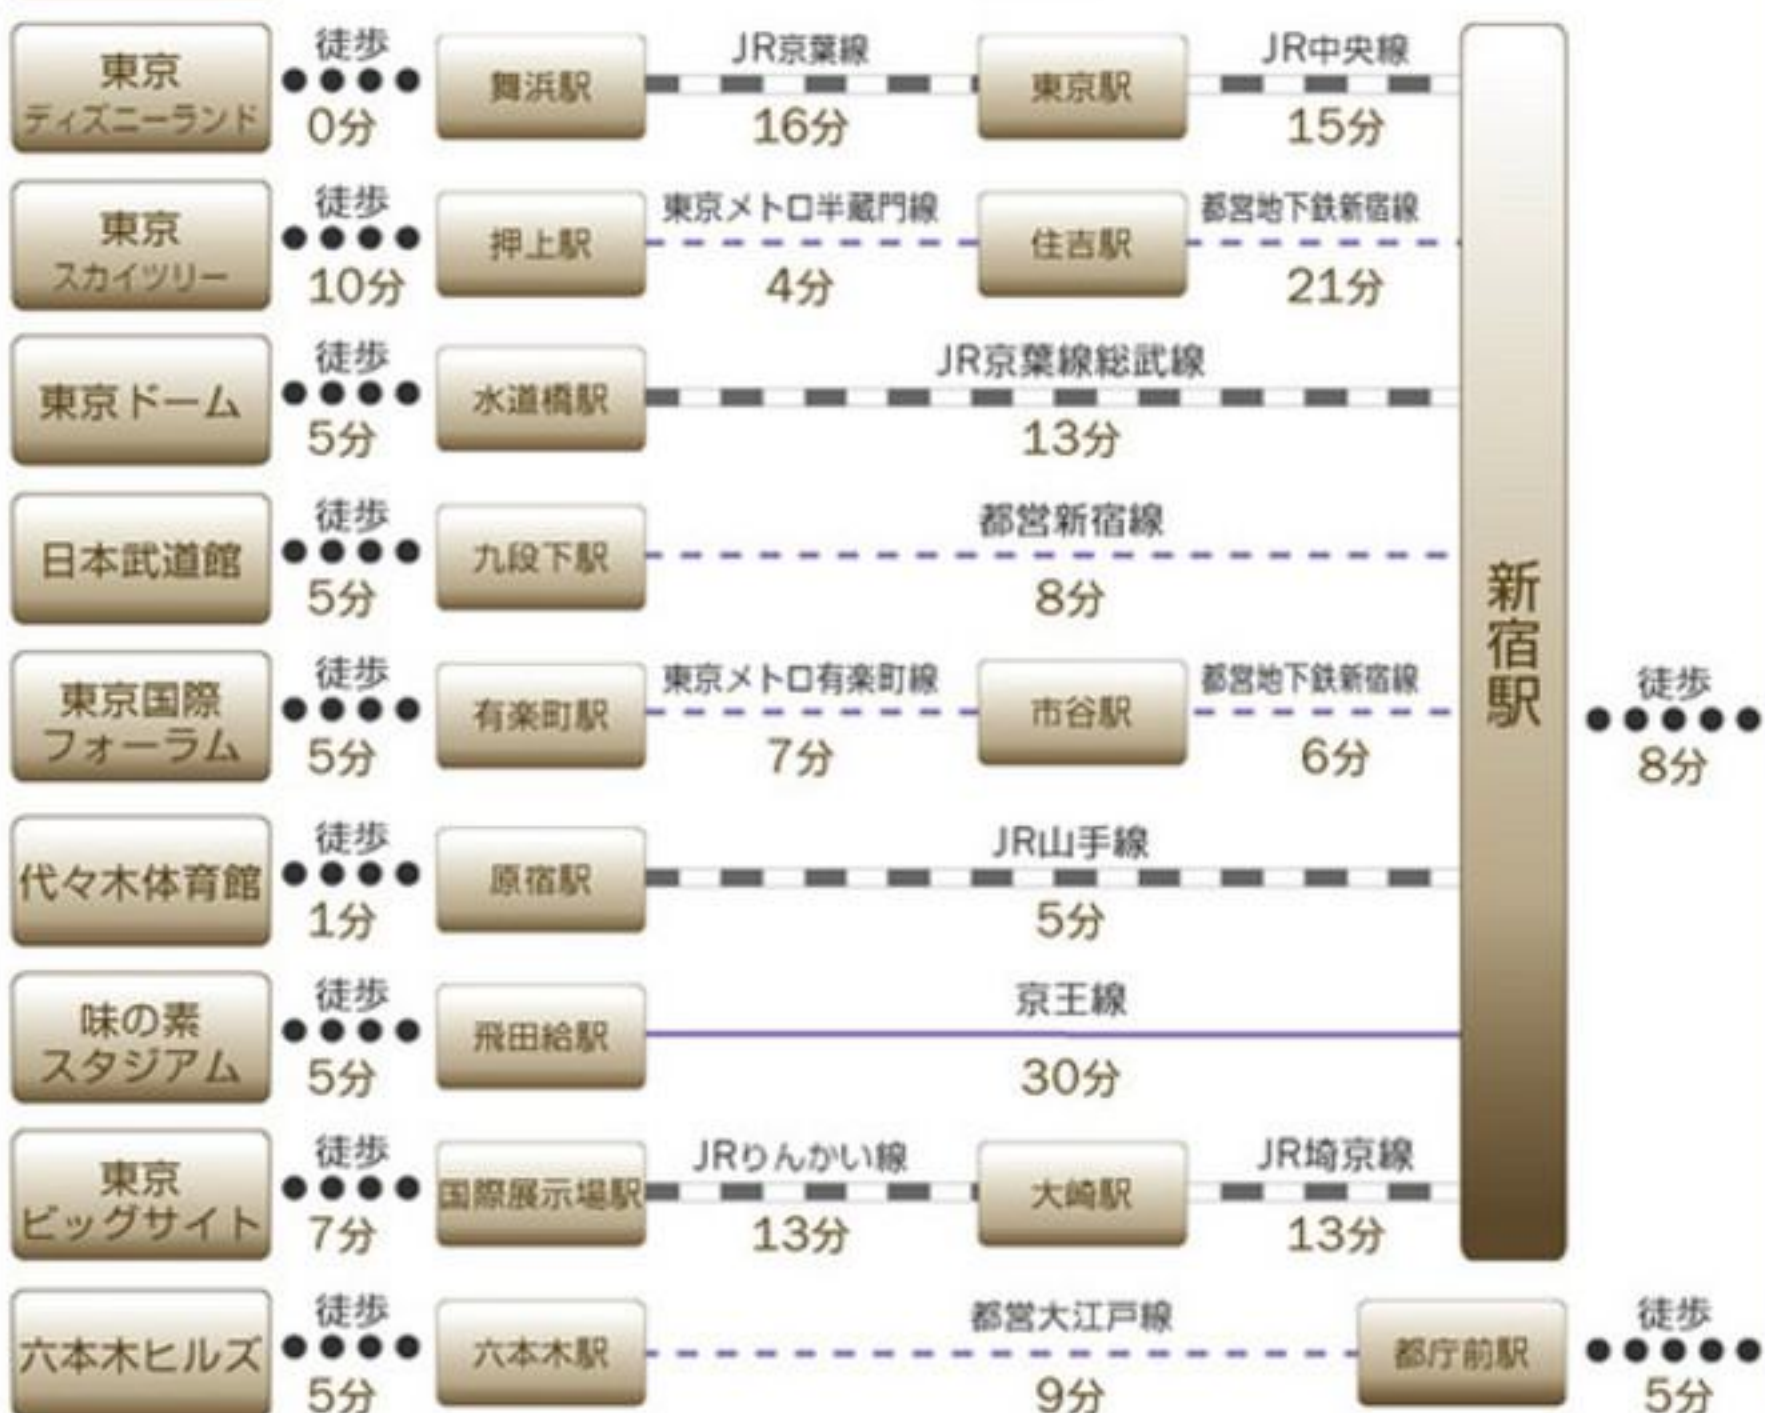 東京
ディズニーランド
徒歩
0分
舞浜駅
JR京葉線
16分
東京駅
JR中央線
15分
東京
スカイツリー
徒歩
10分
押上駅
東京メトロ半蔵門線
4分
住吉駅
都営地下鉄新宿線
21分
東京ドーム
徒歩
5分
水道橋駅
JR京葉線総武線
13分
日本武道館
徒歩
5分
九段下駅
都営新宿線
8分
東京国際
フォーラム
徒歩
5分
有楽町駅
東京メトロ有楽町線
7分
市谷駅
都営地下鉄新宿線
6分
代々木体育館
徒歩
1分
原宿駅
JR山手線
5分
味の素
スタジアム
徒歩
5分
飛田給駅
京王線
30分
東京
ビッグサイト
徒歩
7分
国際展示場駅
JRりんかい線
13分
大崎駅
JR埼京線
13分
新宿駅
徒歩
8分
六本木ヒルズ
徒歩
5分
六本木駅
都営大江戸線
9分
都庁前駅
徒歩
5分